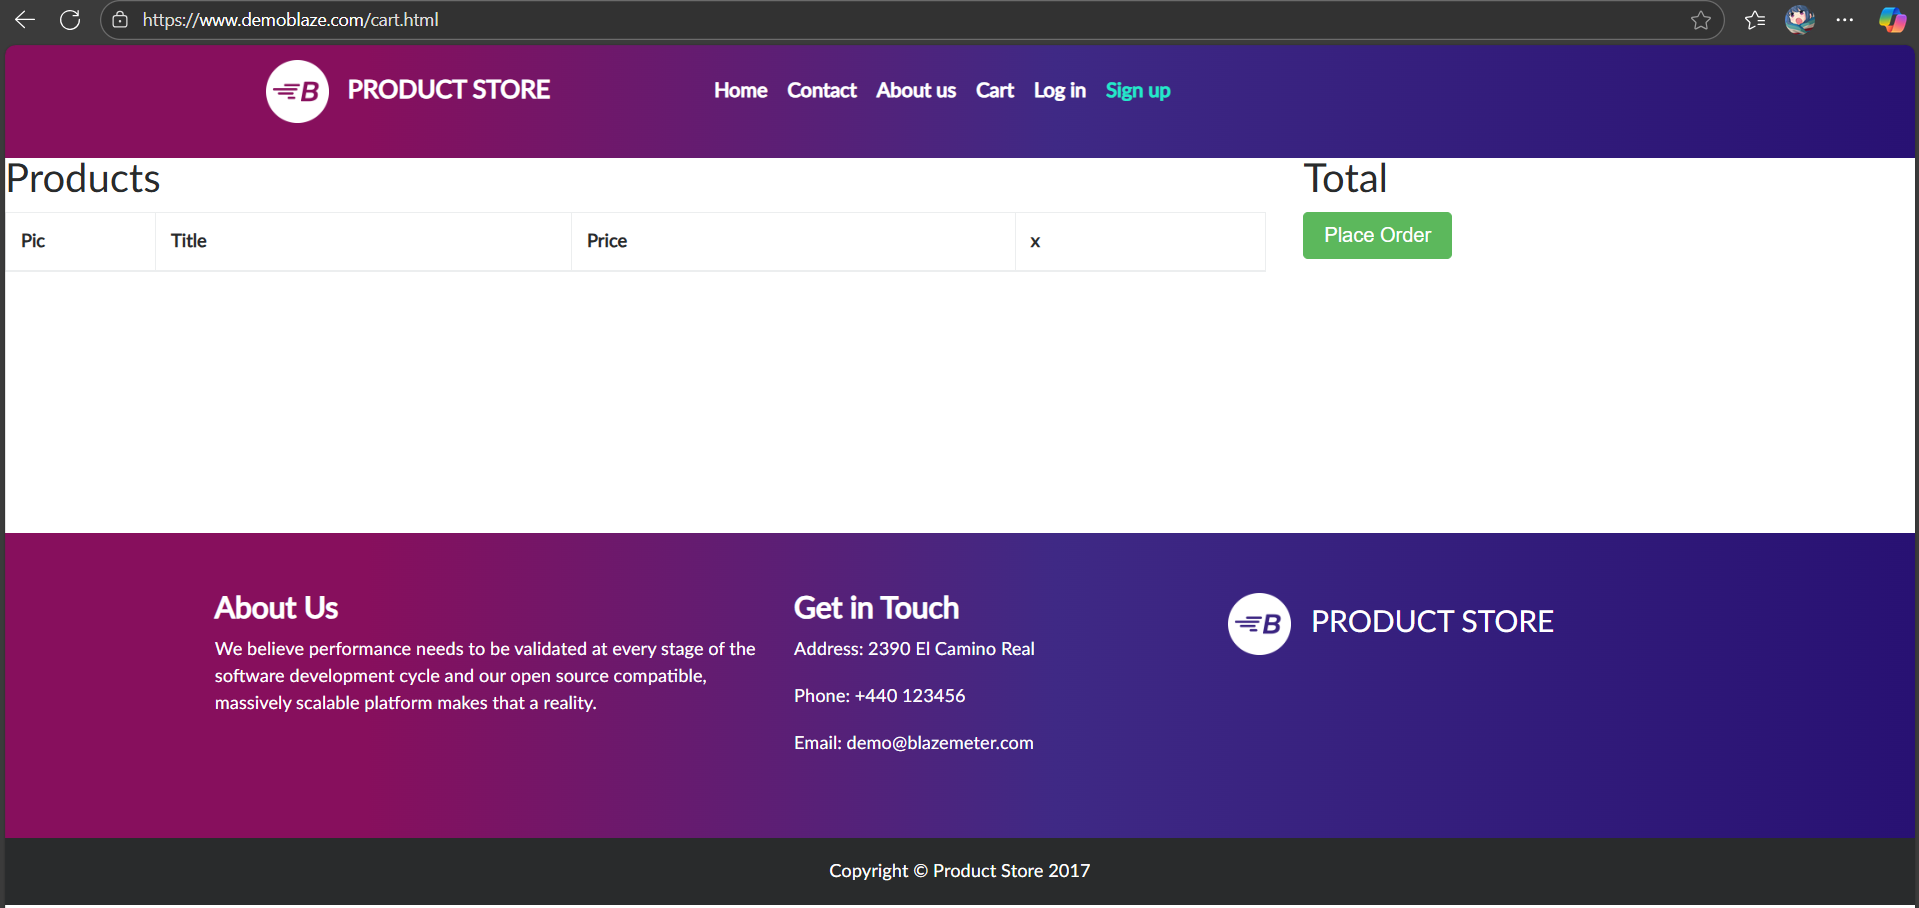 https://www.demoblaze.com/cart.html
B PRODUCT STORE
Home Contact About us Cart Log in Sign up
Products
Total
Pic Title Price x
Place Order
About Us
We believe performance needs to be validated at every stage of the
software development cycle and our open source compatible,
massively scalable platform makes that a reality.
Get in Touch
Address: 2390 El Camino Real
Phone: +440 123456
Email: demo@blazemeter.com
B PRODUCT STORE
Copyright © Product Store 2017